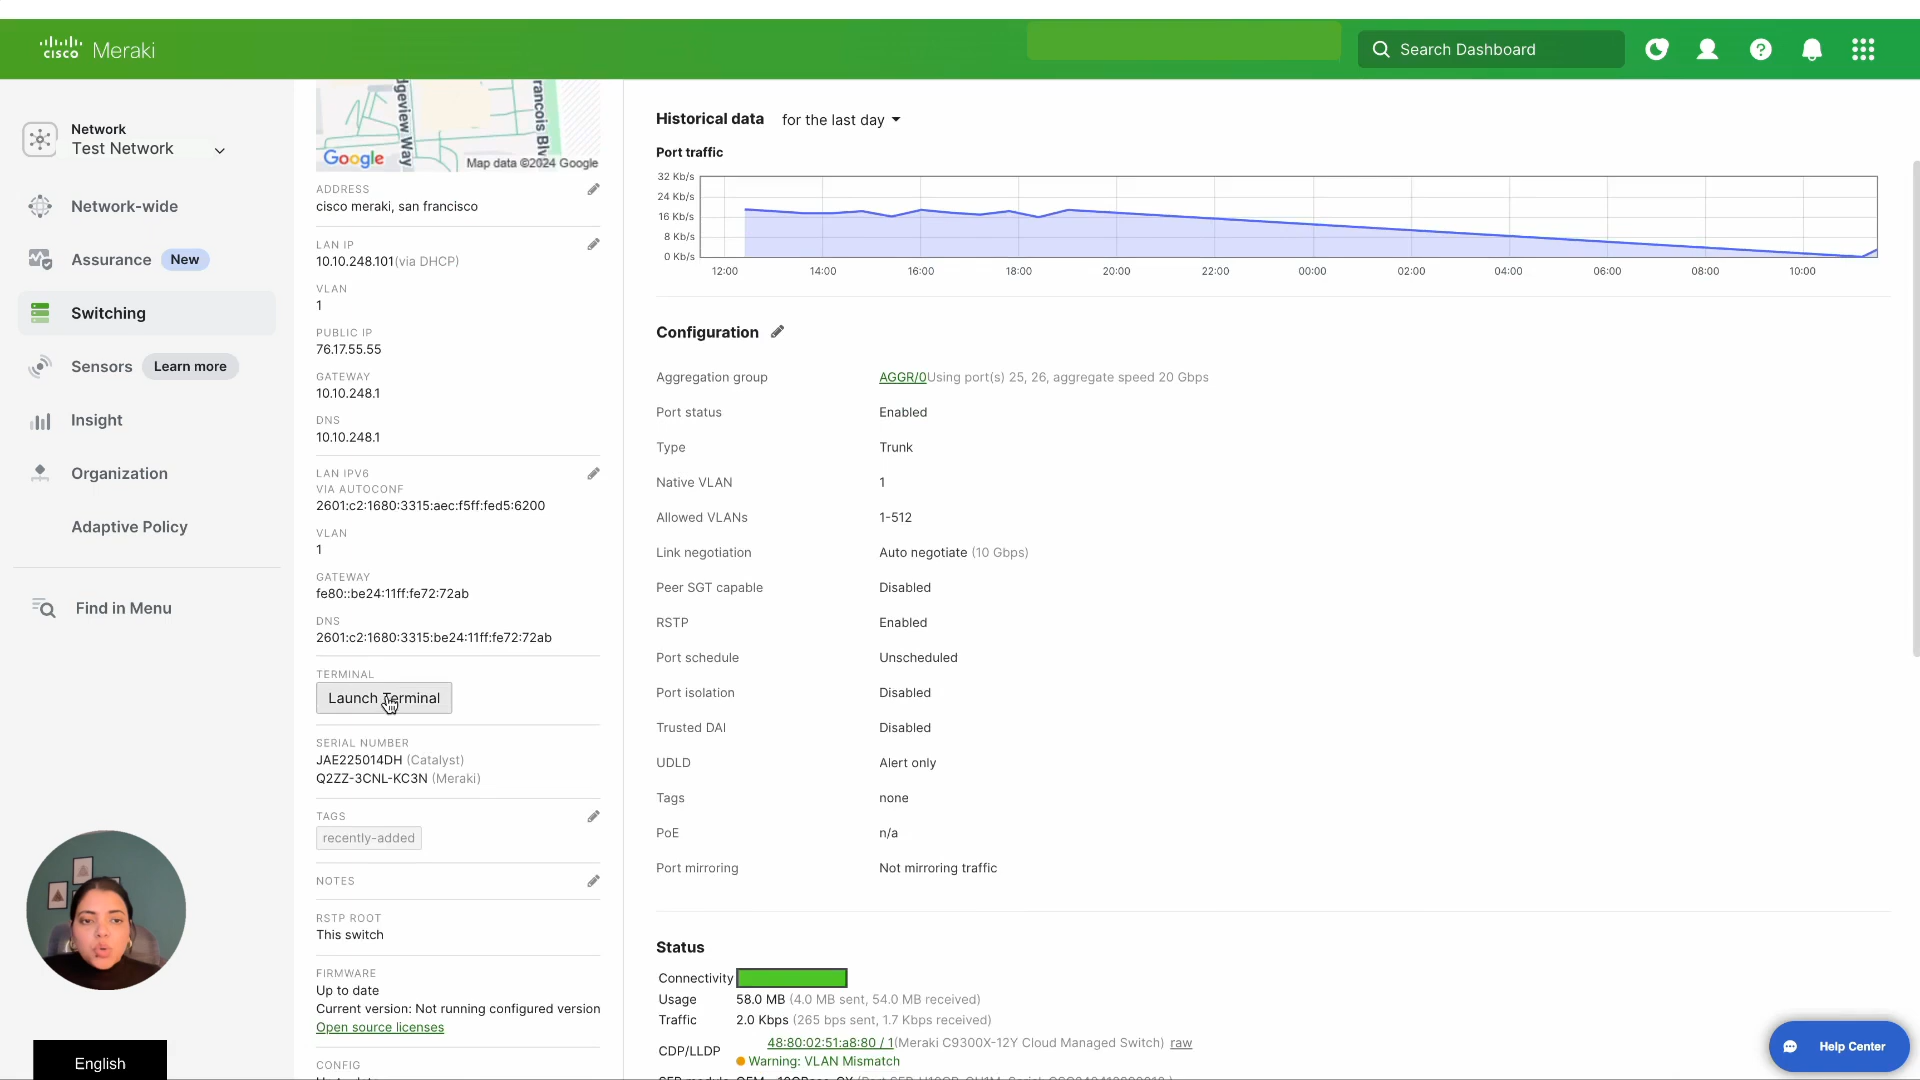 CISCO Meraki
Search Dashboard
Network
Test Network
Network-wide
Assurance New
Switching
Sensors Learn more
Insight
Organization
Adaptive Policy
Find in Menu
English
geview Way
rancois Blv
Google
Map data ©2024 Google
ADDRESS
cisco meraki, san francisco
LAN IP
10.10.248.101(via DHCP)
VLAN
1
PUBLIC IP
76.17.55.55
GATEWAY
10.10.248.1
DNS
10.10.248.1
LAN IPV6
VIA AUTOCONF
2601:c2:1680:3315:aec:f5ff:fed5:6200
VLAN
1
GATEWAY
fe80::be24:11ff:fe72:72ab
DNS
2601:c2:1680:3315:be24:11ff:fe72:72ab
TERMINAL
Launch Terminal
SERIAL NUMBER
JAE225014DH (Catalyst)
Q2ZZ-3CNL-KC3N (Meraki)
TAGS
recently-added
NOTES
RSTP ROOT
This switch
FIRMWARE
Up to date
Current version: Not running configured version
Open source licenses
CONFIG
Historical data for the last day
Port traffic
32 Kb/s
24 Kb/s
16 Kb/s
8 Kb/s
0 Kb/s
12:00 14:00 16:00 18:00 20:00 22:00 00:00 02:00 04:00 06:00 08:00 10:00
Configuration
Aggregation group AGGR/0Using port(s) 25, 26, aggregate speed 20 Gbps
Port status Enabled
Type Trunk
Native VLAN 1
Allowed VLANs 1-512
Link negotiation Auto negotiate (10 Gbps)
Peer SGT capable Disabled
RSTP Enabled
Port schedule Unscheduled
Port isolation Disabled
Trusted DAI Disabled
UDLD Alert only
Tags none
PoE n/a
Port mirroring Not mirroring traffic
Status
Connectivity
Usage 58.0 MB (4.0 MB sent, 54.0 MB received)
Traffic 2.0 Kbps (265 bps sent, 1.7 Kbps received)
CDP/LLDP 48:80:02:51:a8:80 / 1(Meraki C9300X-12Y Cloud Managed Switch) raw
Warning: VLAN Mismatch
Help Center